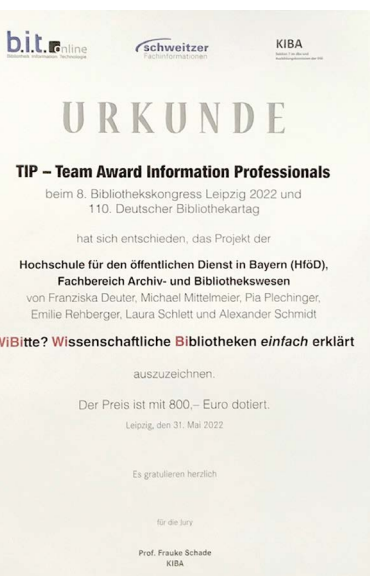 b.i.t.online
Bibliothek Information Technologie
schweitzer
Fachinformationen
KIBA
URKUNDE
TIP – Team Award Information Professionals
beim 8. Bibliothekskongress Leipzig 2022 und
110. Deutscher Bibliothekartag
hat sich entschieden, das Projekt der
Hochschule für den öffentlichen Dienst in Bayern (HföD),
Fachbereich Archiv- und Bibliothekswesen
von Franziska Deuter, Michael Mittelmeier, Pia Plechinger,
Emilie Rehberger, Laura Schlett und Alexander Schmidt
WiBitte? Wissenschaftliche Bibliotheken einfach erklärt
auszuzeichnen.
Der Preis ist mit 800,– Euro dotiert.
Leipzig, den 31. Mai 2022
Es gratulieren herzlich
für die Jury
Prof. Frauke Schade
KIBA